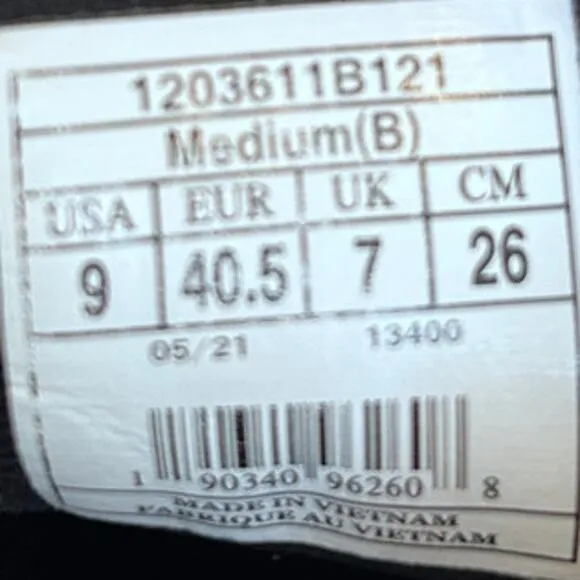 1203611B121
Medium(B)
USA EUR UK CM
9 40.5 7 26
05/21 13400
1 90340 96260 8
MADE IN VIETNAM
FABRIQUE AU VIETNAM